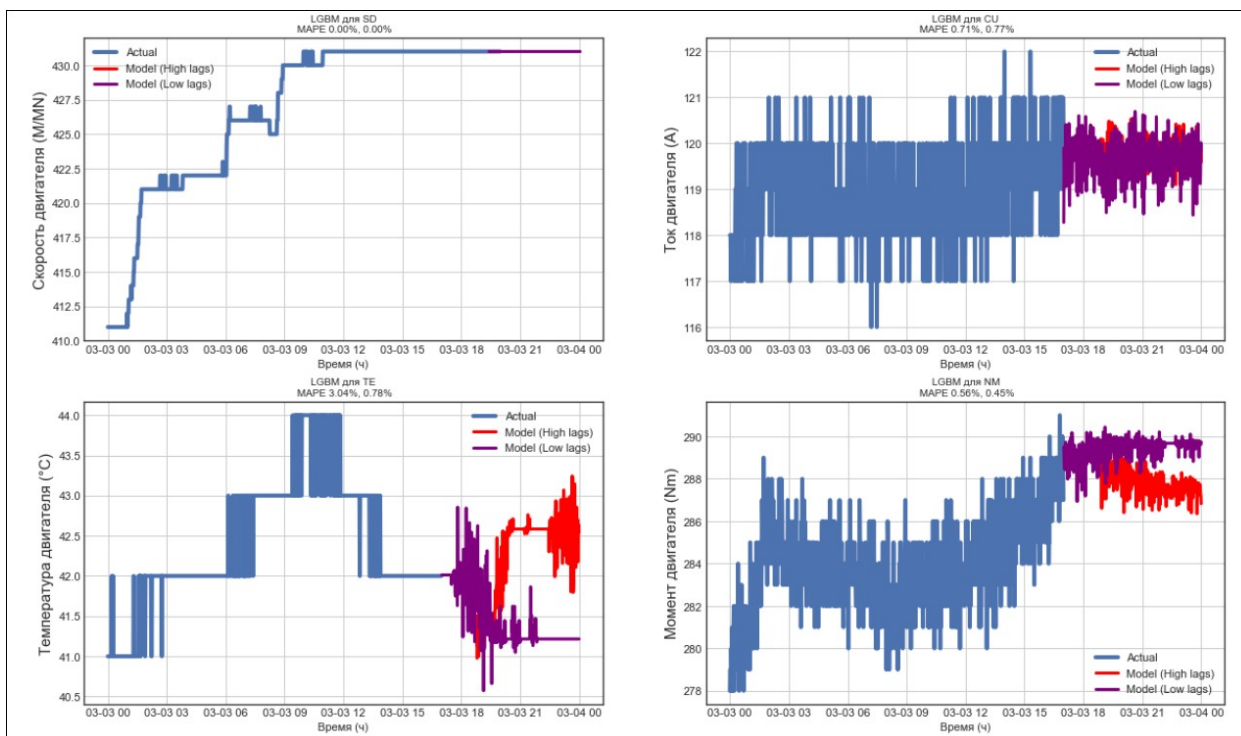 LGBM для SD
MAPE 0.00%, 0.00%
Actual
Model (High lags)
Model (Low lags)
Скорость двигателя (M/MN)
430.0
427.5
425.0
422.5
420.0
417.5
415.0
412.5
410.0
03-03 00 03-03 03 03-03 06 03-03 09 03-03 12 03-03 15 03-03 18 03-03 21 03-04 00
Время (ч)
LGBM для CU
MAPE 0.71%, 0.77%
Actual
Model (High lags)
Model (Low lags)
Ток двигателя (A)
122
121
120
119
118
117
116
03-03 00 03-03 03 03-03 06 03-03 09 03-03 12 03-03 15 03-03 18 03-03 21 03-04 00
Время (ч)
LGBM для TE
MAPE 3.04%, 0.78%
Actual
Model (High lags)
Model (Low lags)
Температура двигателя (°C)
44.0
43.5
43.0
42.5
42.0
41.5
41.0
40.5
03-03 00 03-03 03 03-03 06 03-03 09 03-03 12 03-03 15 03-03 18 03-03 21 03-04 00
Время (ч)
LGBM для NM
MAPE 0.56%, 0.45%
Actual
Model (High lags)
Model (Low lags)
Момент двигателя (Nm)
290
288
286
284
282
280
278
03-03 00 03-03 03 03-03 06 03-03 09 03-03 12 03-03 15 03-03 18 03-03 21 03-04 00
Время (ч)